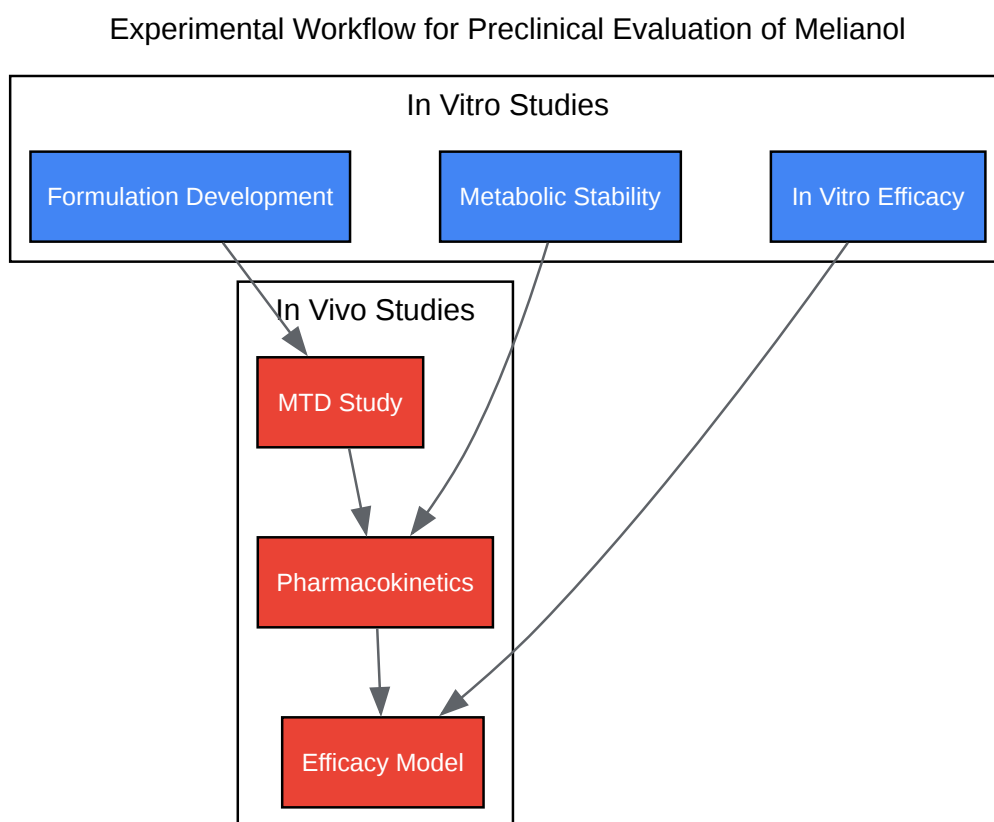 Experimental Workflow for Preclinical Evaluation of Melianol
In Vitro Studies
Formulation Development
Metabolic Stability
In Vitro Efficacy
In Vivo Studies
MTD Study
Pharmacokinetics
Efficacy Model